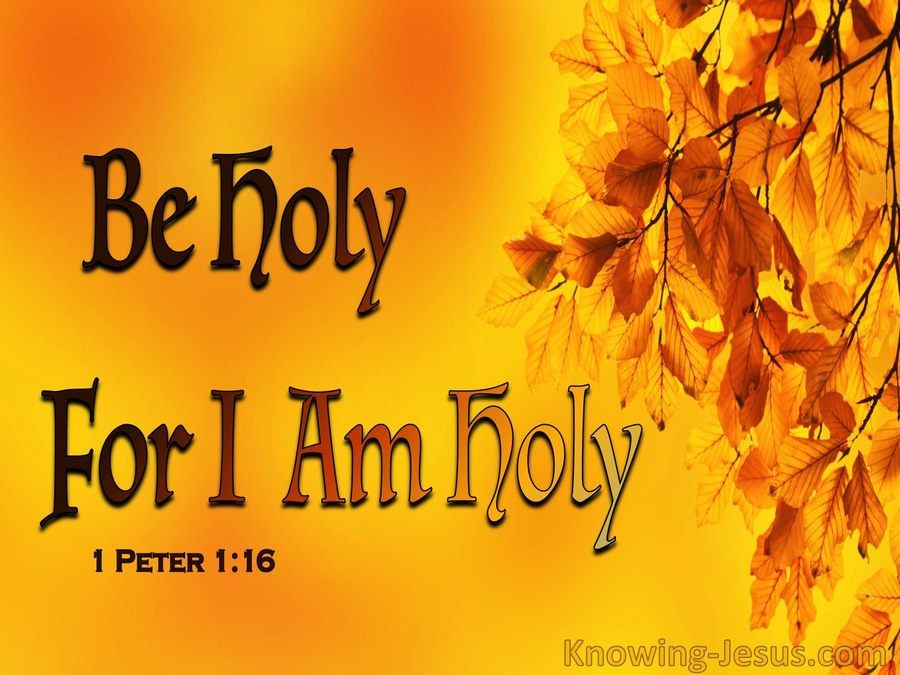 Be Holy
For I Am Holy
1 Peter 1:16
Knowing-Jesus.com